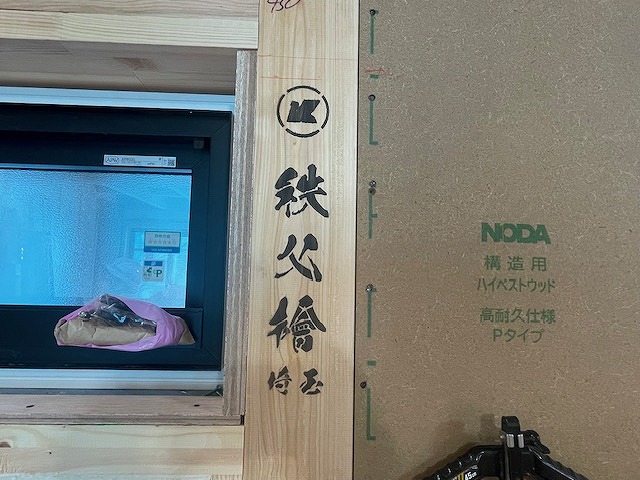 秩
父
檜
埼玉
NODA
構造用
ハイベストウッド
高耐久仕様
Pタイプ